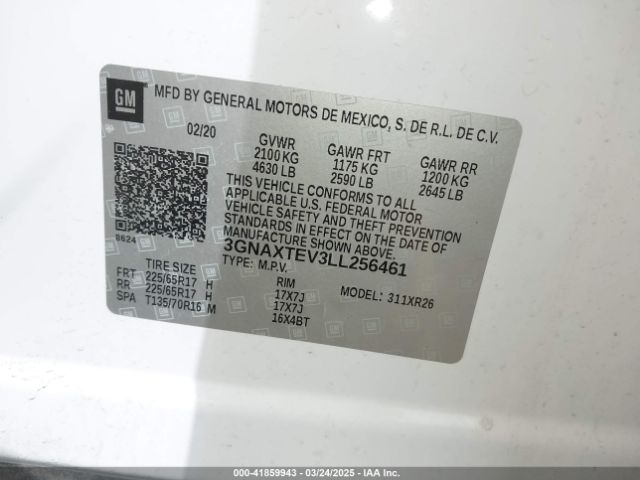 GM
MFD BY GENERAL MOTORS DE MEXICO, S. DE R.L. DE C.V.
02/20 GVWR GAWR FRT GAWR RR
2100 KG 1175 KG 1200 KG
4630 LB 2590 LB 2645 LB
THIS VEHICLE CONFORMS TO ALL
APPLICABLE U.S. FEDERAL MOTOR
VEHICLE SAFETY AND THEFT PREVENTION
STANDARDS IN EFFECT ON THE DATE OF
MANUFACTURE SHOWN ABOVE.
8624 3GNAXTEV3LL256461
TYPE: M.P.V.
TIRE SIZE RIM MODEL: 311XR26
FRT 225/65R17 H 17X7J
RR 225/65R17 H 17X7J
SPA T135/70R16 M 16X4BT
000-41859943 - 03/24/2025 - IAA Inc.